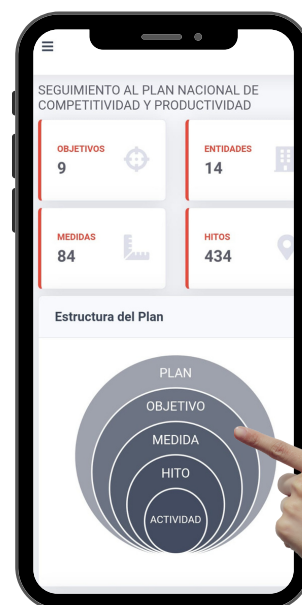 SEGUIMIENTO AL PLAN NACIONAL DE
COMPETITIVIDAD Y PRODUCTIVIDAD
OBJETIVOS
9
ENTIDADES
14
MEDIDAS
84
HITOS
434
Estructura del Plan
PLAN
OBJETIVO
MEDIDA
HITO
ACTIVIDAD